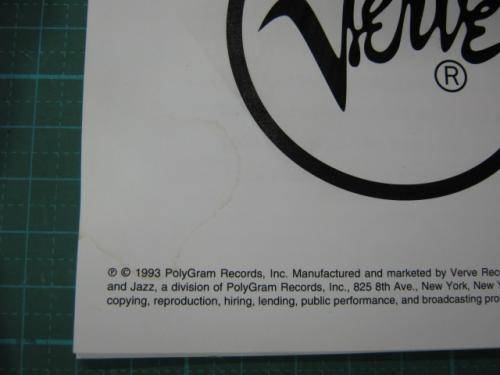 Verve
®
℗ © 1993 PolyGram Records, Inc. Manufactured and marketed by Verve
and Jazz, a division of PolyGram Records, Inc., 825 8th Ave., New York, New
copying, reproduction, hiring, lending, public performance, and broadcasting